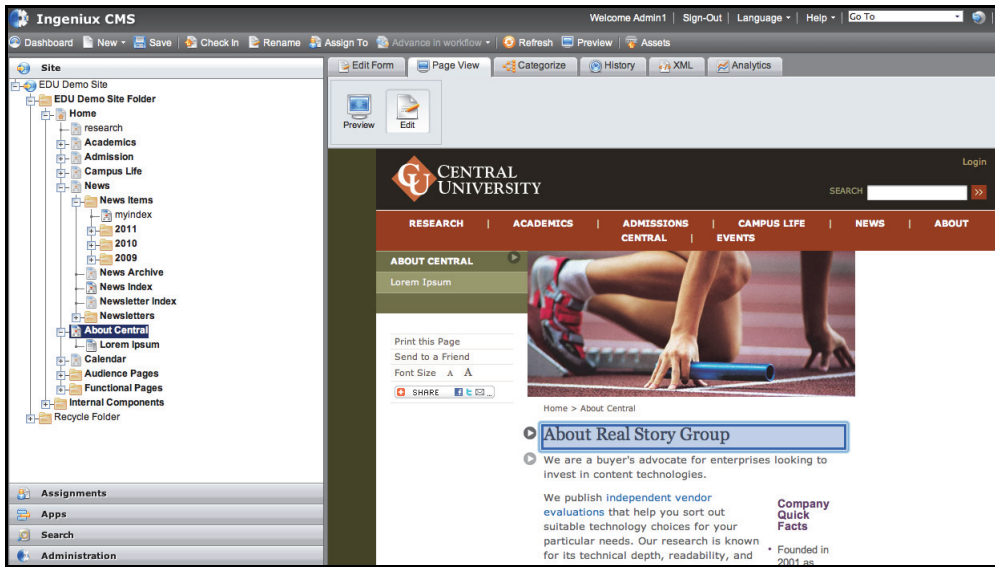 Ingeniux CMS
Welcome Admin1 | Sign-Out | Language | Help | Go To
Dashboard New Save Check In Rename Assign To Advance in workflow Refresh Preview Assets
Site
EDU Demo Site
EDU Demo Site Folder
Home
research
Academics
Admission
Campus Life
News
News Items
myindex
2011
2010
2009
News Archive
News Index
Newsletter Index
Newsletters
About Central
Lorem Ipsum
Calendar
Audience Pages
Functional Pages
Internal Components
Recycle Folder
Assignments
Apps
Search
Administration
Edit Form Page View Categorize History XML Analytics
Preview Edit
CU CENTRAL
UNIVERSITY
Login
SEARCH >>
RESEARCH | ACADEMICS | ADMISSIONS | CAMPUS LIFE | NEWS | ABOUT
CENTRAL | EVENTS
ABOUT CENTRAL
Lorem Ipsum
Print this Page
Send to a Friend
Font Size A A
SHARE ...
Home > About Central
About Real Story Group
We are a buyer's advocate for enterprises looking to
invest in content technologies.
We publish independent vendor
evaluations that help you sort out
suitable technology choices for your
particular needs. Our research is known
for its technical depth, readability, and
Company
Quick
Facts
• Founded in
2001 as